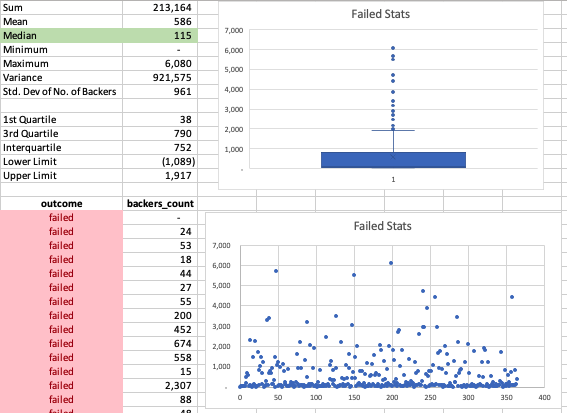 Sum 213,164
Mean 586
Median 115
Minimum -
Maximum 6,080
Variance 921,575
Std. Dev of No. of Backers 961
1st Quartile 38
3rd Quartile 790
Interquartile 752
Lower Limit (1,089)
Upper Limit 1,917
outcome backers_count
failed -
failed 24
failed 53
failed 18
failed 44
failed 27
failed 55
failed 200
failed 452
failed 674
failed 558
failed 15
failed 2,307
failed 88
failed 48
Failed Stats
7,000
6,000
5,000
4,000
3,000
2,000
1,000
-
1
Failed Stats
7,000
6,000
5,000
4,000
3,000
2,000
1,000
-
0 50 100 150 200 250 300 350 400